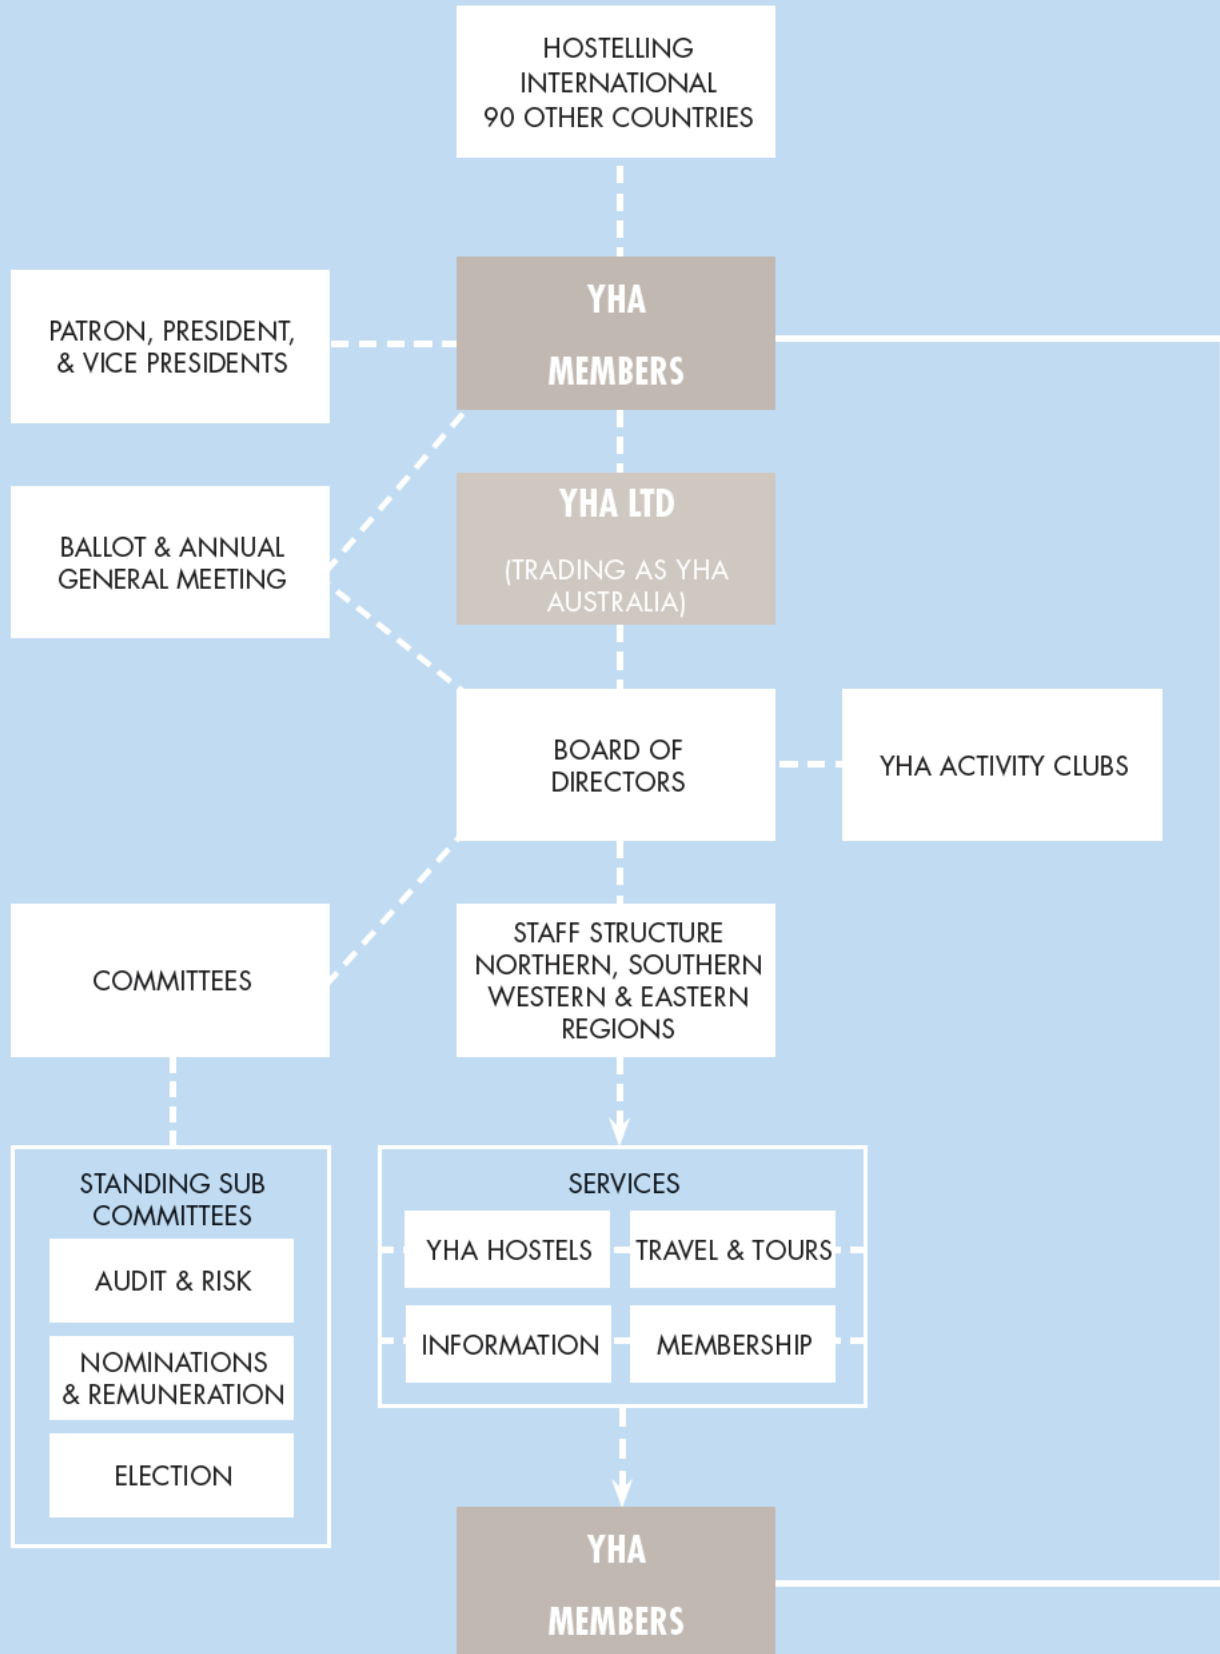 HOSTELLING
INTERNATIONAL
90 OTHER COUNTRIES
YHA
MEMBERS
PATRON, PRESIDENT,
& VICE PRESIDENTS
YHA LTD
(TRADING AS YHA
AUSTRALIA)
BALLOT & ANNUAL
GENERAL MEETING
BOARD OF
DIRECTORS
YHA ACTIVITY CLUBS
COMMITTEES
STAFF STRUCTURE
NORTHERN, SOUTHERN
WESTERN & EASTERN
REGIONS
STANDING SUB
COMMITTEES
AUDIT & RISK
NOMINATIONS
& REMUNERATION
ELECTION
SERVICES
YHA HOSTELS
TRAVEL & TOURS
INFORMATION
MEMBERSHIP
YHA
MEMBERS